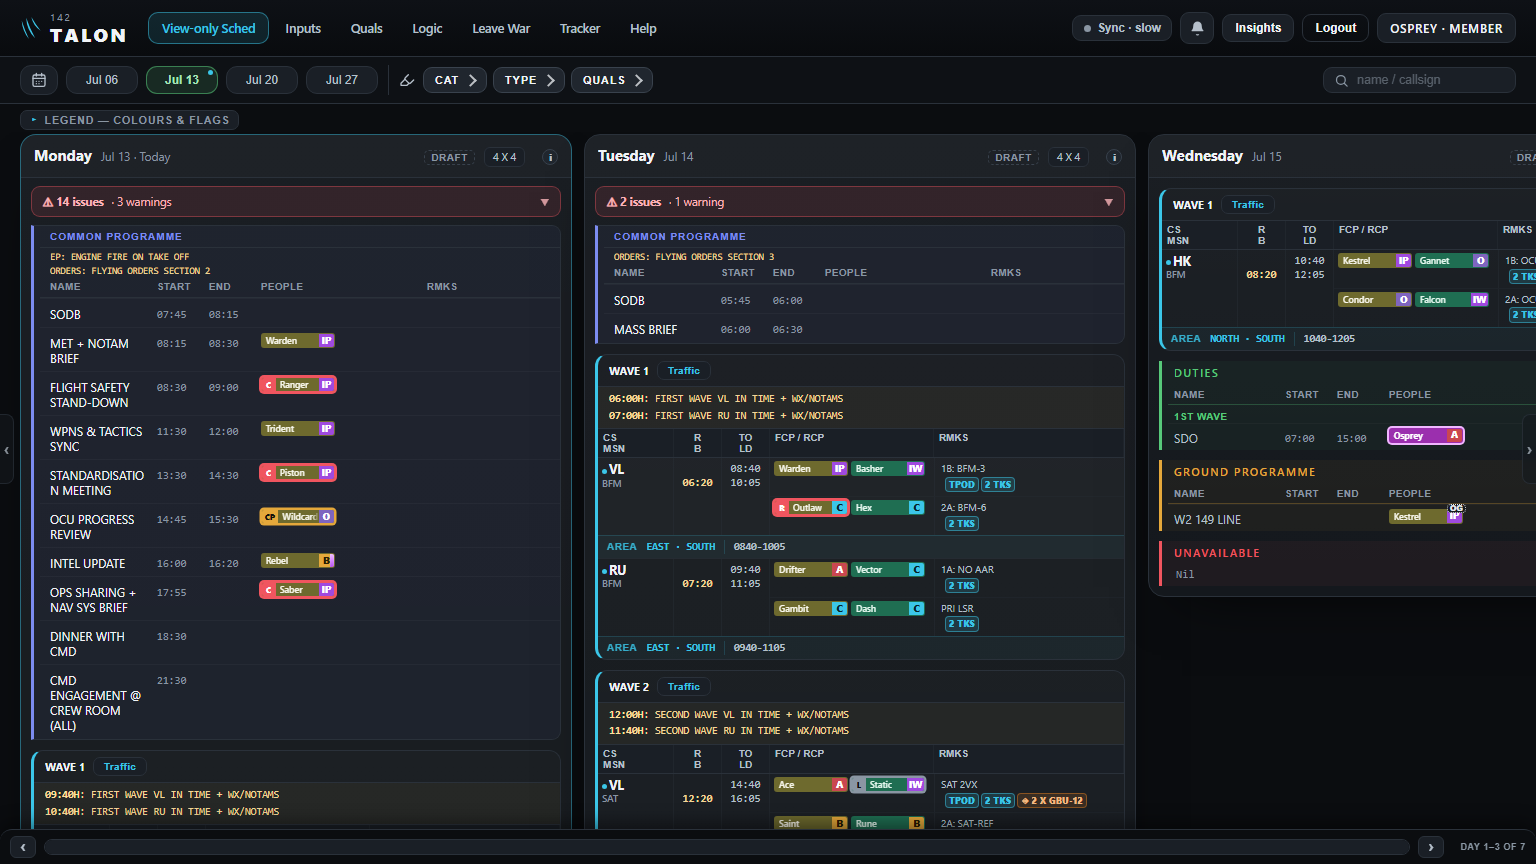 142
TALON
View-only Sched
Inputs
Quals
Logic
Leave War
Tracker
Help
Sync · slow
Insights
Logout
OSPREY · MEMBER
Jul 06
Jul 13
Jul 20
Jul 27
CAT
TYPE
QUALS
name / callsign
LEGEND — COLOURS & FLAGS
Monday Jul 13 · Today
DRAFT
4 X 4
i
14 issues · 3 warnings
COMMON PROGRAMME
EP: ENGINE FIRE ON TAKE OFF
ORDERS: FLYING ORDERS SECTION 2
NAME START END PEOPLE RMKS
SODB 07:45 08:15
MET + NOTAM 08:15 08:30 Warden IP
BRIEF
FLIGHT SAFETY 08:30 09:00 C Ranger IP
STAND-DOWN
WPNS & TACTICS 11:30 12:00 Trident IP
SYNC
STANDARDISATIO 13:30 14:30 C Piston IP
N MEETING
OCU PROGRESS 14:45 15:30 CP Wildcard O
REVIEW
INTEL UPDATE 16:00 16:20 Rebel B
OPS SHARING + 17:55 C Saber IP
NAV SYS BRIEF
DINNER WITH 18:30
CMD
CMD 21:30
ENGAGEMENT @
CREW ROOM
(ALL)
WAVE 1 Traffic
09:40H: FIRST WAVE VL IN TIME + WX/NOTAMS
10:40H: FIRST WAVE RU IN TIME + WX/NOTAMS
Tuesday Jul 14
DRAFT
4 X 4
i
2 issues · 1 warning
COMMON PROGRAMME
ORDERS: FLYING ORDERS SECTION 3
NAME START END PEOPLE RMKS
SODB 05:45 06:00
MASS BRIEF 06:00 06:30
WAVE 1 Traffic
06:00H: FIRST WAVE VL IN TIME + WX/NOTAMS
07:00H: FIRST WAVE RU IN TIME + WX/NOTAMS
CS R TO FCP / RCP RMKS
MSN B LD
VL 08:40 Warden IP Basher IW 1B: BFM-3
BFM 06:20 10:05 TPOD 2 TKS
R Outlaw C Hex C 2A: BFM-6
2 TKS
AREA EAST · SOUTH 0840-1005
RU 09:40 Drifter A Vector C 1A: NO AAR
BFM 07:20 11:05 2 TKS
Gambit C Dash C PRI LSR
2 TKS
AREA EAST · SOUTH 0940-1105
WAVE 2 Traffic
12:00H: SECOND WAVE VL IN TIME + WX/NOTAMS
11:40H: SECOND WAVE RU IN TIME + WX/NOTAMS
CS R TO FCP / RCP RMKS
MSN B LD
VL 14:40 Ace A L Static IW SAT 2VX
SAT 12:20 16:05 TPOD 2 TKS 2 X GBU-12
Saint B Rune B 2A: SAT-REF
Wednesday Jul 15
DRA
WAVE 1 Traffic
CS R TO FCP / RCP RMKS
MSN B LD
HK 10:40 Kestrel IP Gannet O 1B: OCU
BFM 08:20 12:05 2 TKS
Condor O Falcon IW 2A: OCU
2 TKS
AREA NORTH · SOUTH 1040-1205
DUTIES
NAME START END PEOPLE
1ST WAVE
SDO 07:00 15:00 Osprey A
GROUND PROGRAMME
NAME START END PEOPLE
W2 149 LINE Kestrel IP OG
UNAVAILABLE
Nil
DAY 1–3 OF 7